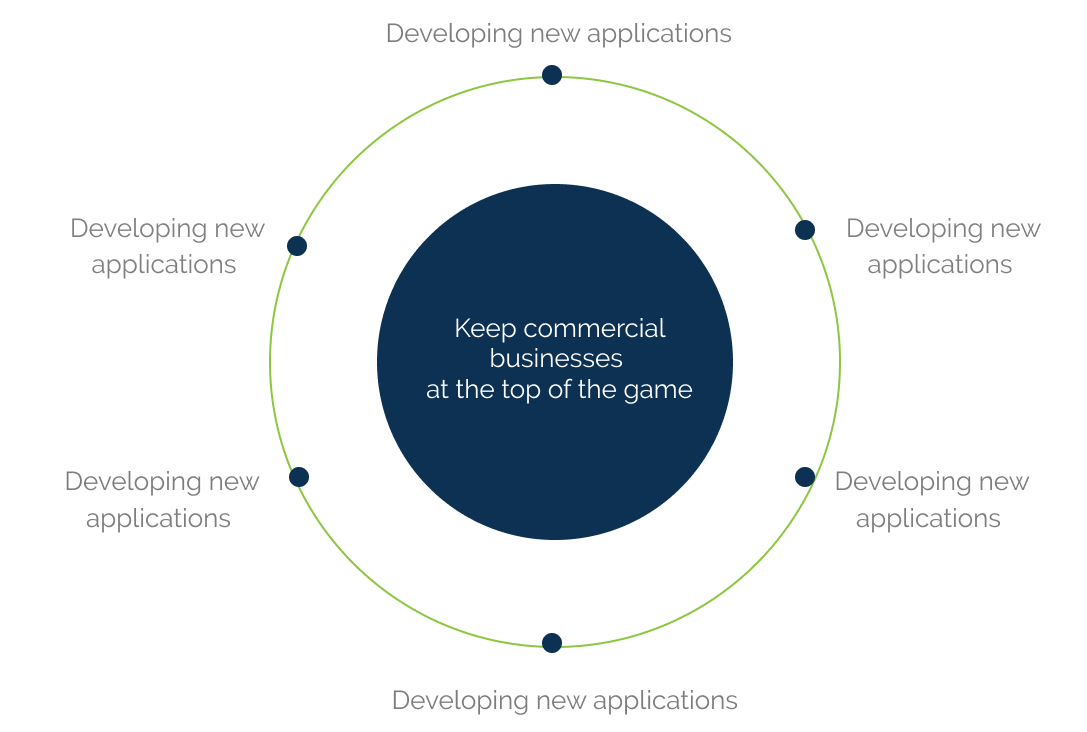 Developing new applications
Developing new
applications
Developing new
applications
Keep commercial
businesses
at the top of the game
Developing new
applications
Developing new
applications
Developing new applications